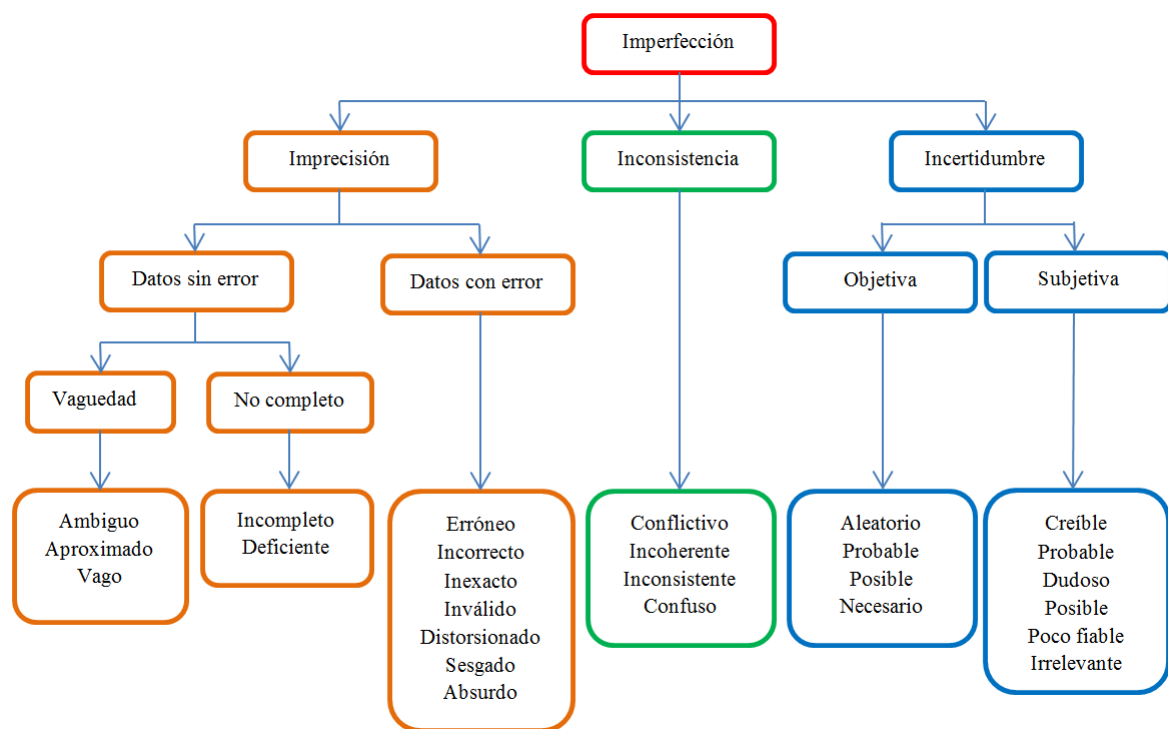 Imperfección
Imprecisión
Inconsistencia
Incertidumbre
Datos sin error
Datos con error
Objetiva
Subjetiva
Vaguedad
No completo
Ambiguo
Aproximado
Vago
Incompleto
Deficiente
Erróneo
Incorrecto
Inexacto
Inválido
Distorsionado
Sesgado
Absurdo
Conflictivo
Incoherente
Inconsistente
Confuso
Aleatorio
Probable
Posible
Necesario
Creíble
Probable
Dudoso
Posible
Poco fiable
Irrelevante